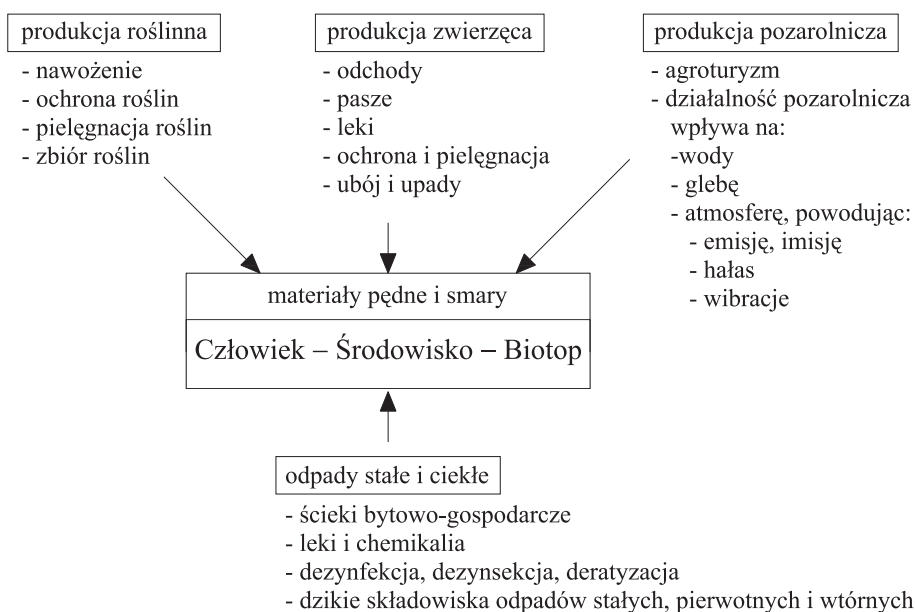 produkcja roślinna
- nawożenie
- ochrona roślin
- pielęgnacja roślin
- zbiór roślin
produkcja zwierzęca
- odchody
- pasze
- leki
- ochrona i pielęgnacja
- ubój i upady
produkcja pozarolnicza
- agroturyzm
- działalność pozarolnicza
wpływa na:
-wody
- glebę
- atmosferę, powodując:
- emisję, imisję
- hałas
- wibracje
materiały pędne i smary
Człowiek – Środowisko – Biotop
odpady stałe i ciekłe
- ścieki bytowo-gospodarcze
- leki i chemikalia
- dezynfekcja, dezynsekcja, deratyzacja
- dzikie składowiska odpadów stałych, pierwotnych i wtórnych